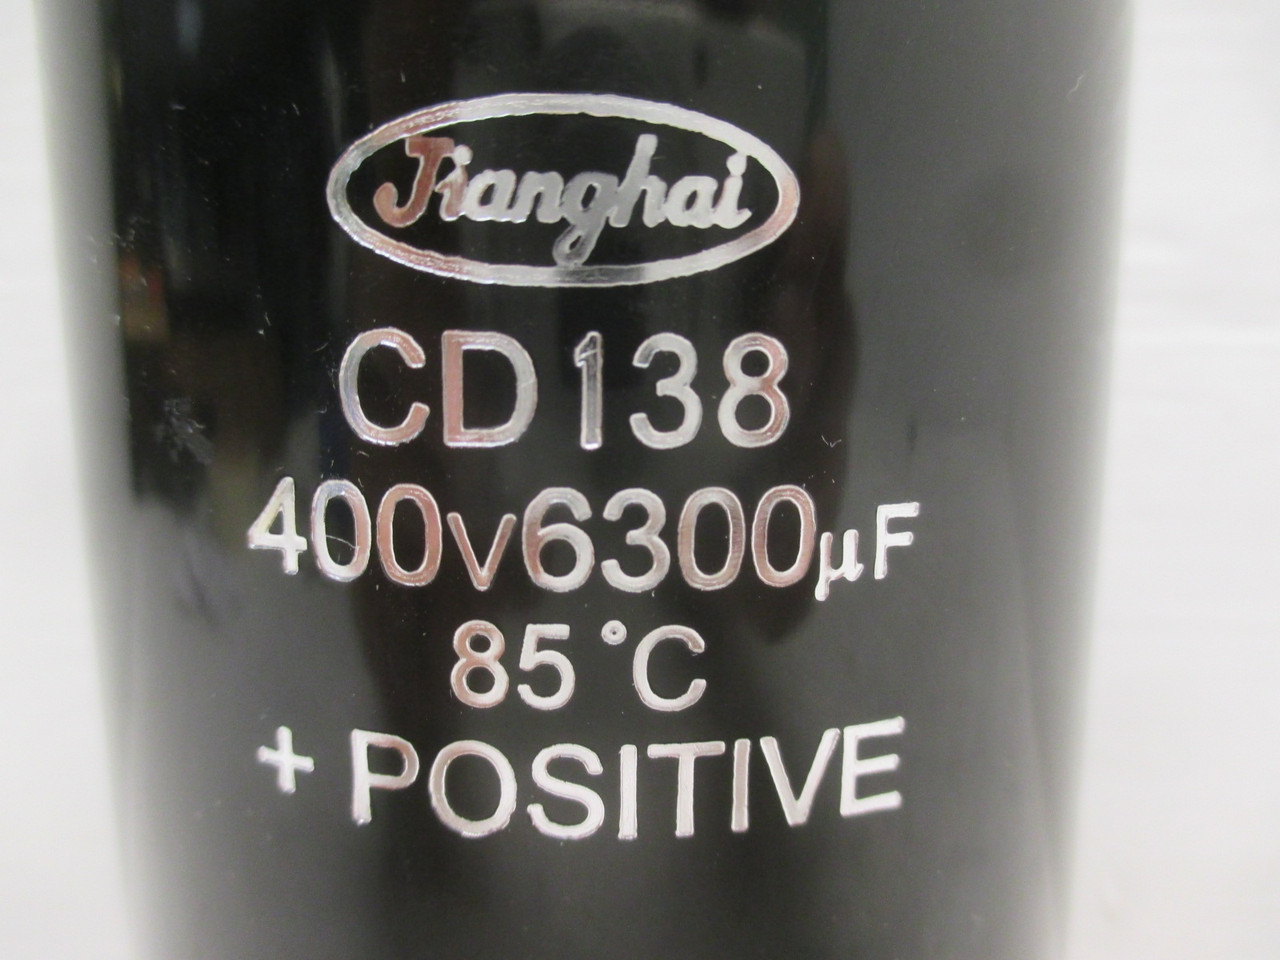 Jianghai
CD138
400v6300µF
85°C
+ POSITIVE